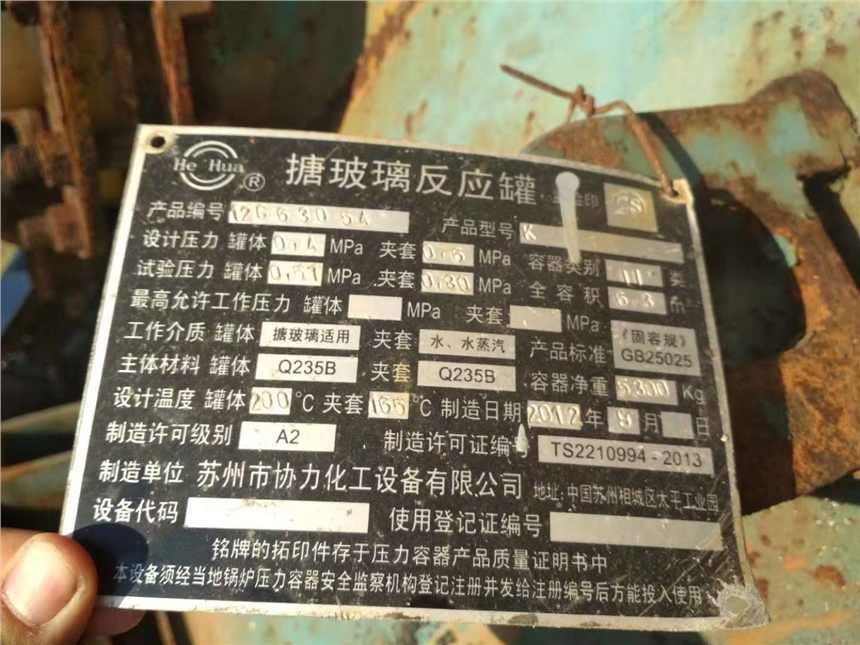 He Hua ® 搪玻璃反应罐 监检印 CS
产品编号 12G6305A 产品型号 K
设计压力 罐体 0.4 MPa 夹套 0.6 MPa 容器类别 II 类
试验压力 罐体 MPa 夹套 MPa 全容积 6.3 m³
最高允许工作压力 罐体 MPa 夹套 MPa
工作介质 罐体 搪玻璃适用 夹套 水、水蒸汽 产品标准 《固容规》 GB25025
主体材料 罐体 Q235B 夹套 Q235B 容器净重 5300 Kg
设计温度 罐体 200 °C 夹套 °C 制造日期 2012 年 9 月 日
制造许可级别 A2 制造许可证编号 TS2210994-2013
制造单位 苏州市协力化工设备有限公司 地址:中国苏州相城区太平工业园
设备代码 使用登记证编号
铭牌的拓印件存于压力容器产品质量证明书中
本设备须经当地锅炉压力容器安全监察机构登记注册并发给注册编号后方能投入使用